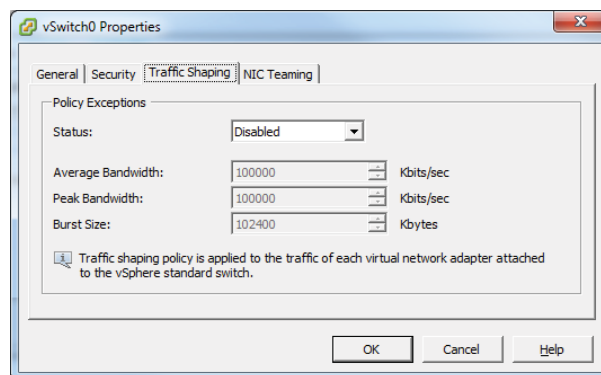 vSwitch0 Properties
General Security Traffic Shaping NIC Teaming
Policy Exceptions
Status: Disabled
Average Bandwidth: 100000 Kbits/sec
Peak Bandwidth: 100000 Kbits/sec
Burst Size: 102400 Kbytes
Traffic shaping policy is applied to the traffic of each virtual network adapter attached
to the vSphere standard switch.
OK Cancel Help